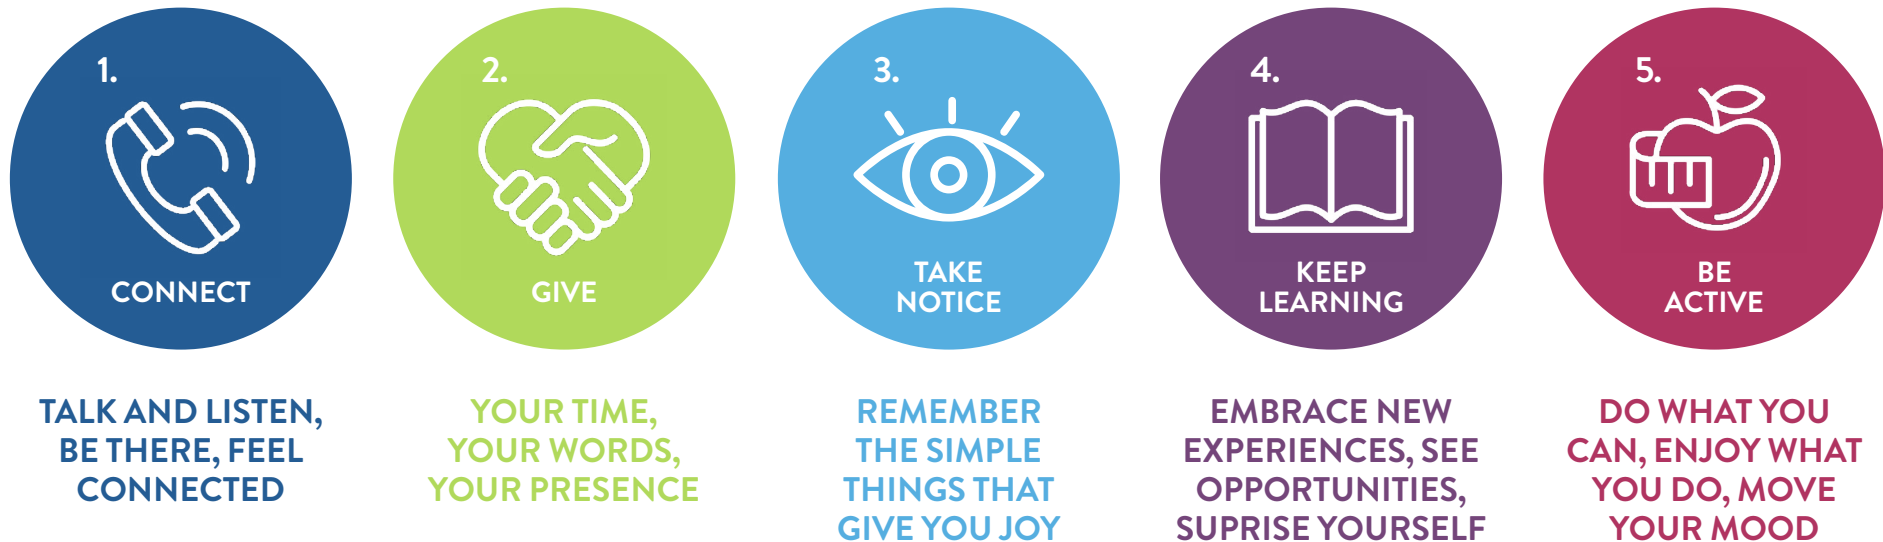 1.
CONNECT
TALK AND LISTEN,
BE THERE, FEEL
CONNECTED
2.
GIVE
YOUR TIME,
YOUR WORDS,
YOUR PRESENCE
3.
TAKE
NOTICE
REMEMBER
THE SIMPLE
THINGS THAT
GIVE YOU JOY
4.
KEEP
LEARNING
EMBRACE NEW
EXPERIENCES, SEE
OPPORTUNITIES,
SUPRISE YOURSELF
5.
BE
ACTIVE
DO WHAT YOU
CAN, ENJOY WHAT
YOU DO, MOVE
YOUR MOOD